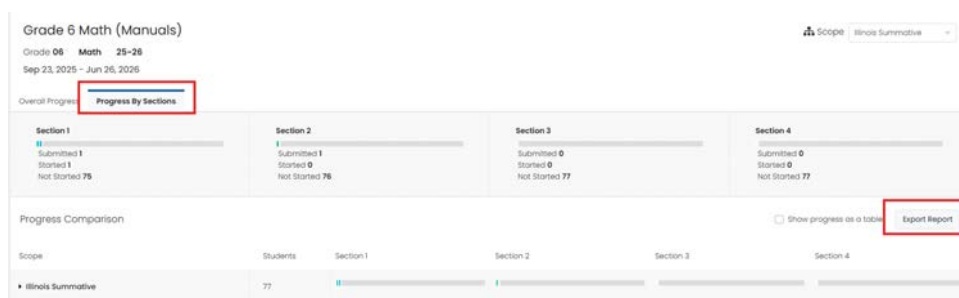 Grade 6 Math (Manuals)
Scope Illinois Summative
Grade 06 Math 25-26
Sep 23, 2025 - Jun 26, 2026
Overall Progress Progress By Sections
Section 1 Section 2 Section 3 Section 4
Submitted 1 Submitted 1 Submitted 0 Submitted 0
Started 1 Started 0 Started 0 Started 0
Not Started 75 Not Started 76 Not Started 77 Not Started 77
Progress Comparison Show progress as a table Export Report
Scope Students Section 1 Section 2 Section 3 Section 4
Illinois Summative 77